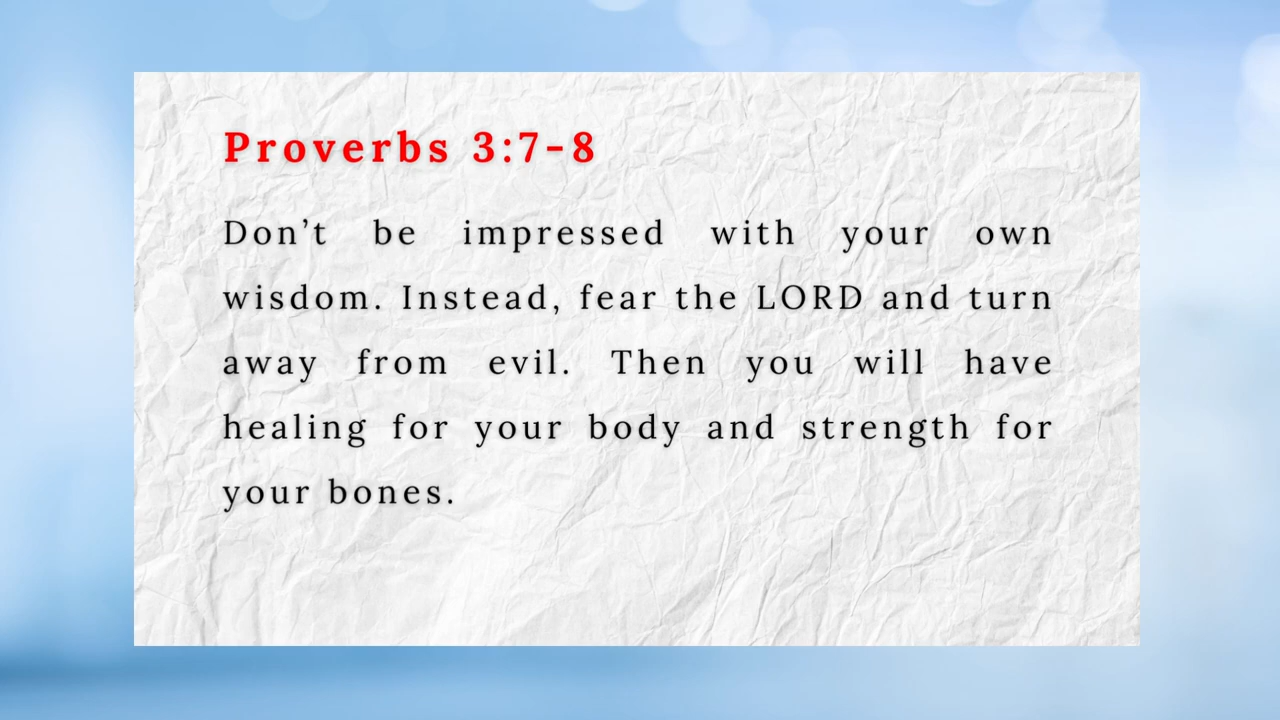 Proverbs 3:7-8
Don’t be impressed with your own
wisdom. Instead, fear the LORD and turn
away from evil. Then you will have
healing for your body and strength for
your bones.